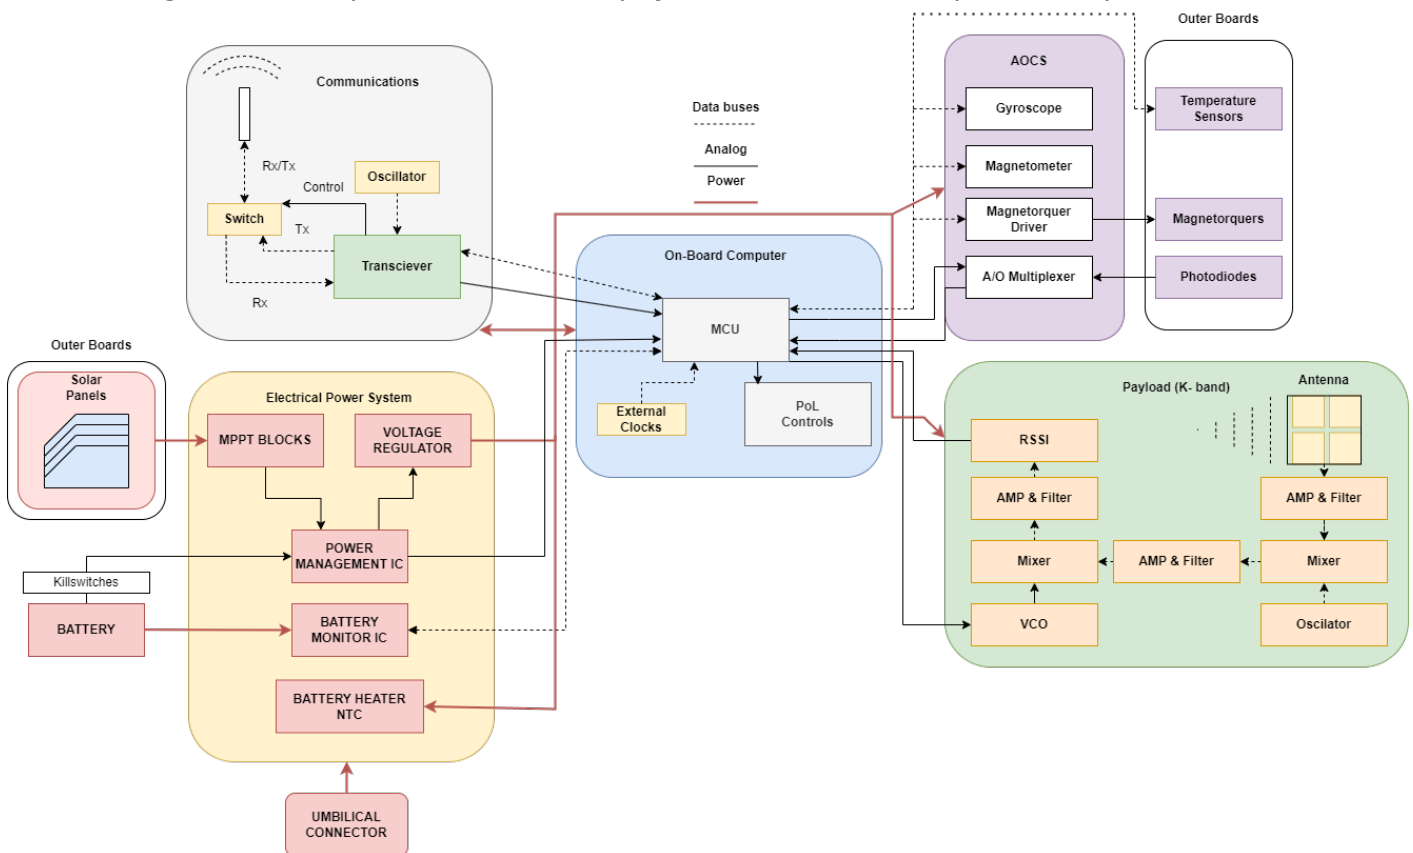 Outer Boards
Communications
AOCS
Data buses
Gyroscope
Temperature
Sensors
Analog
Rx/Tx
Magnetometer
Power
Oscillator
Control
Switch
Magnetorquer
Driver
Magnetorquers
Tx
On-Board Computer
Transciever
A/O Multiplexer
Photodiodes
Rx
MCU
Outer Boards
Solar
Panels
Electrical Power System
Payload (K- band)
Antenna
External
Clocks
PoL
Controls
MPPT BLOCKS
VOLTAGE
REGULATOR
RSSI
AMP & Filter
AMP & Filter
POWER
MANAGEMENT IC
Mixer
AMP & Filter
Mixer
Killswitches
BATTERY
BATTERY
MONITOR IC
VCO
Oscilator
BATTERY HEATER
NTC
UMBILICAL
CONNECTOR